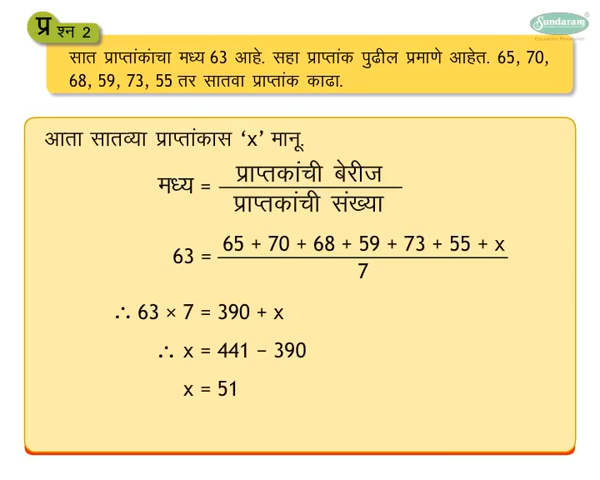 प्रश्न 2
Sundaram
सात प्राप्तांकांचा मध्य 63 आहे. सहा प्राप्तांक पुढील प्रमाणे आहेत. 65, 70,
68, 59, 73, 55 तर सातवा प्राप्तांक काढा.
आता सातव्या प्राप्तांकास ‘x’ मानू.
मध्य = प्राप्तकांची बेरीज
प्राप्तकांची संख्या
63 = 65 + 70 + 68 + 59 + 73 + 55 + x
7
∴ 63 × 7 = 390 + x
∴ x = 441 – 390
x = 51